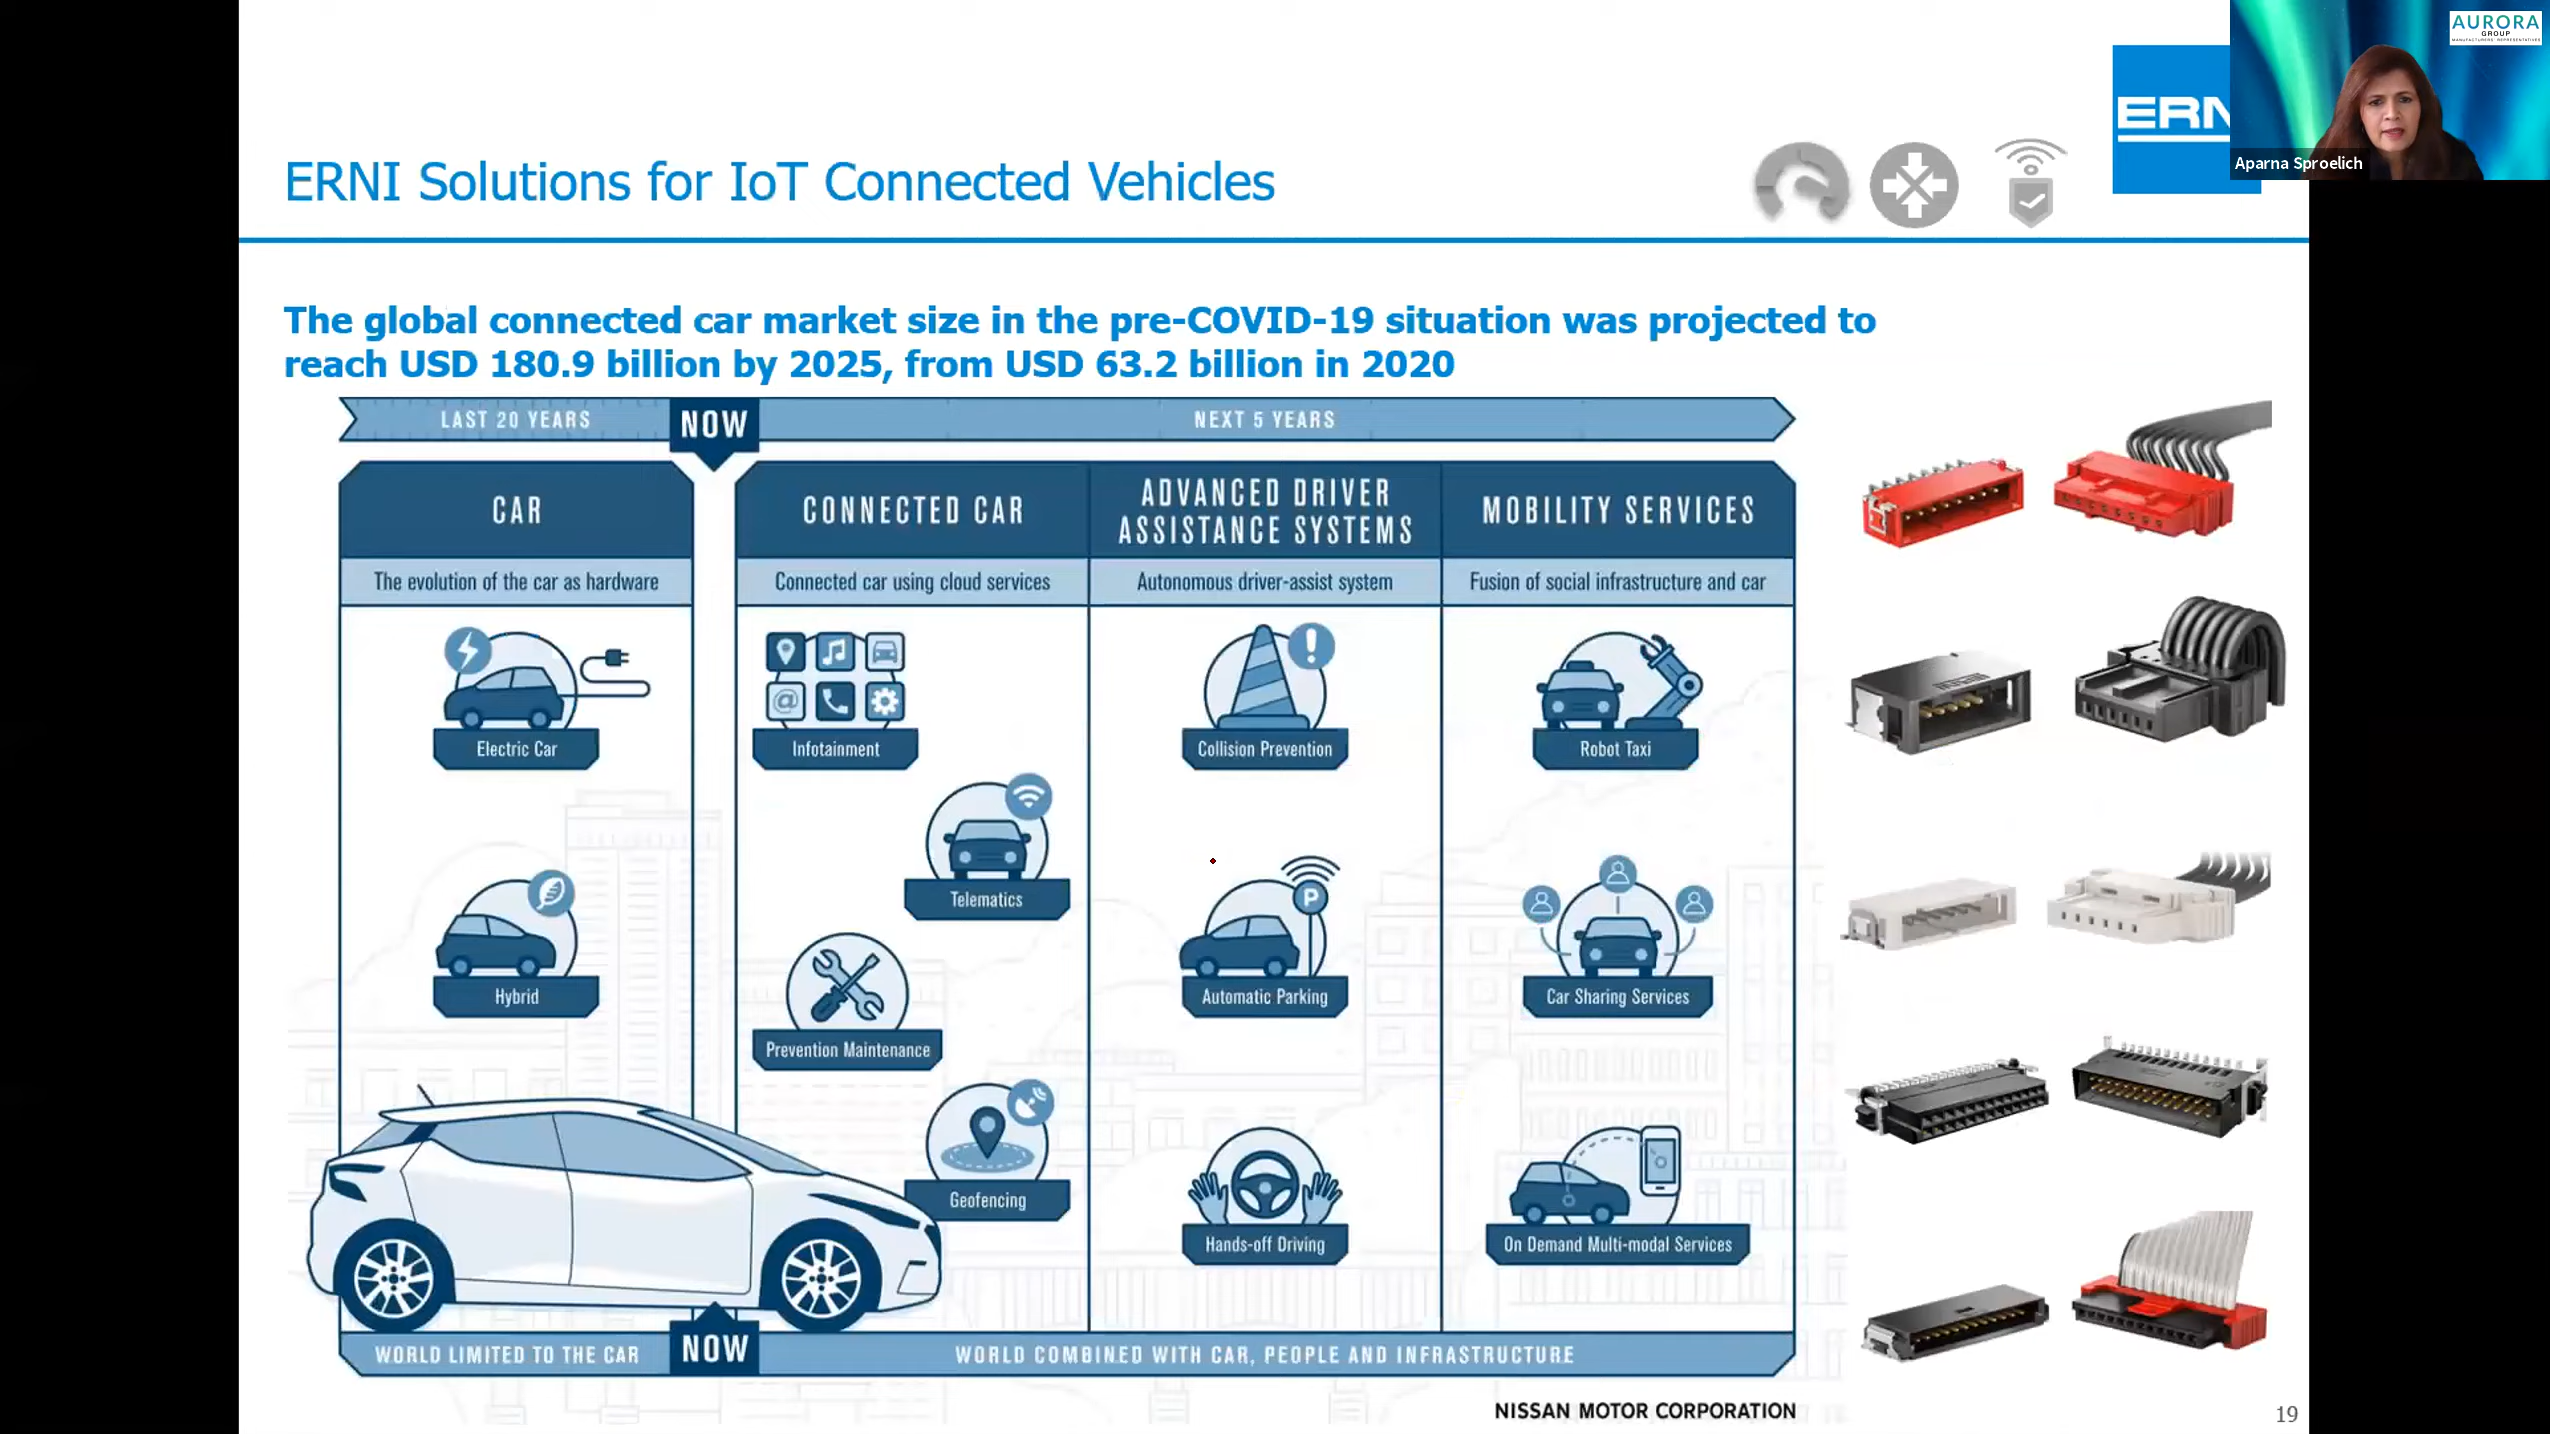 AURORA
GROUP
ERN
Aparna Sproelich
ERNI Solutions for IoT Connected Vehicles
The global connected car market size in the pre-COVID-19 situation was projected to
reach USD 180.9 billion by 2025, from USD 63.2 billion in 2020
LAST 20 YEARS
NOW
NEXT 5 YEARS
CAR
CONNECTED CAR
ADVANCED DRIVER
ASSISTANCE SYSTEMS
MOBILITY SERVICES
The evolution of the car as hardware
Connected car using cloud services
Autonomous driver-assist system
Fusion of social infrastructure and car
@
P
Electric Car
Infotainment
Collision Prevention
Robot Taxi
Telematics
Hybrid
Automatic Parking
Car Sharing Services
Prevention Maintenance
Geofencing
Hands-off Driving
On Demand Multi-modal Services
WORLD LIMITED TO THE CAR
NOW
WORLD COMBINED WITH CAR, PEOPLE AND INFRASTRUCTURE
NISSAN MOTOR CORPORATION
19